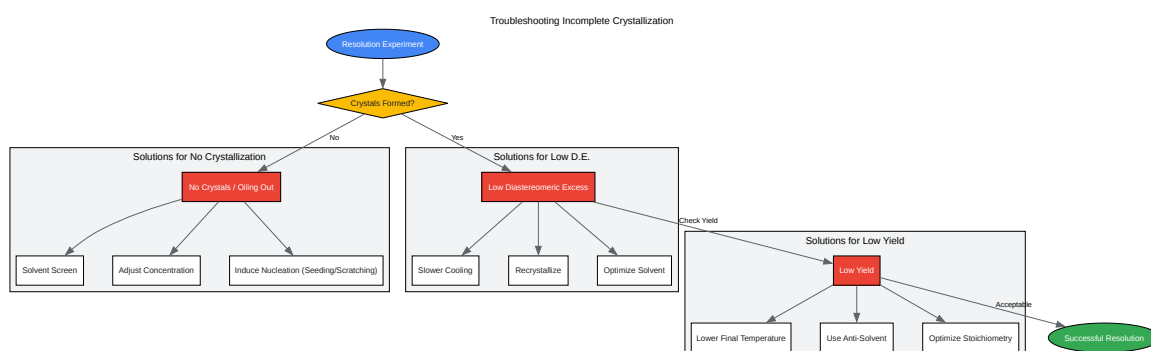 Troubleshooting Incomplete Crystallization
Resolution Experiment
Crystals Formed?
No
Yes
Solutions for No Crystallization
No Crystals / Oiling Out
Solvent Screen
Adjust Concentration
Induce Nucleation (Seeding/Scratching)
Solutions for Low D.E.
Low Diastereomeric Excess
Slower Cooling
Recrystallize
Optimize Solvent
Check Yield
Solutions for Low Yield
Low Yield
Acceptable
Lower Final Temperature
Use Anti-Solvent
Optimize Stoichiometry
Successful Resolution